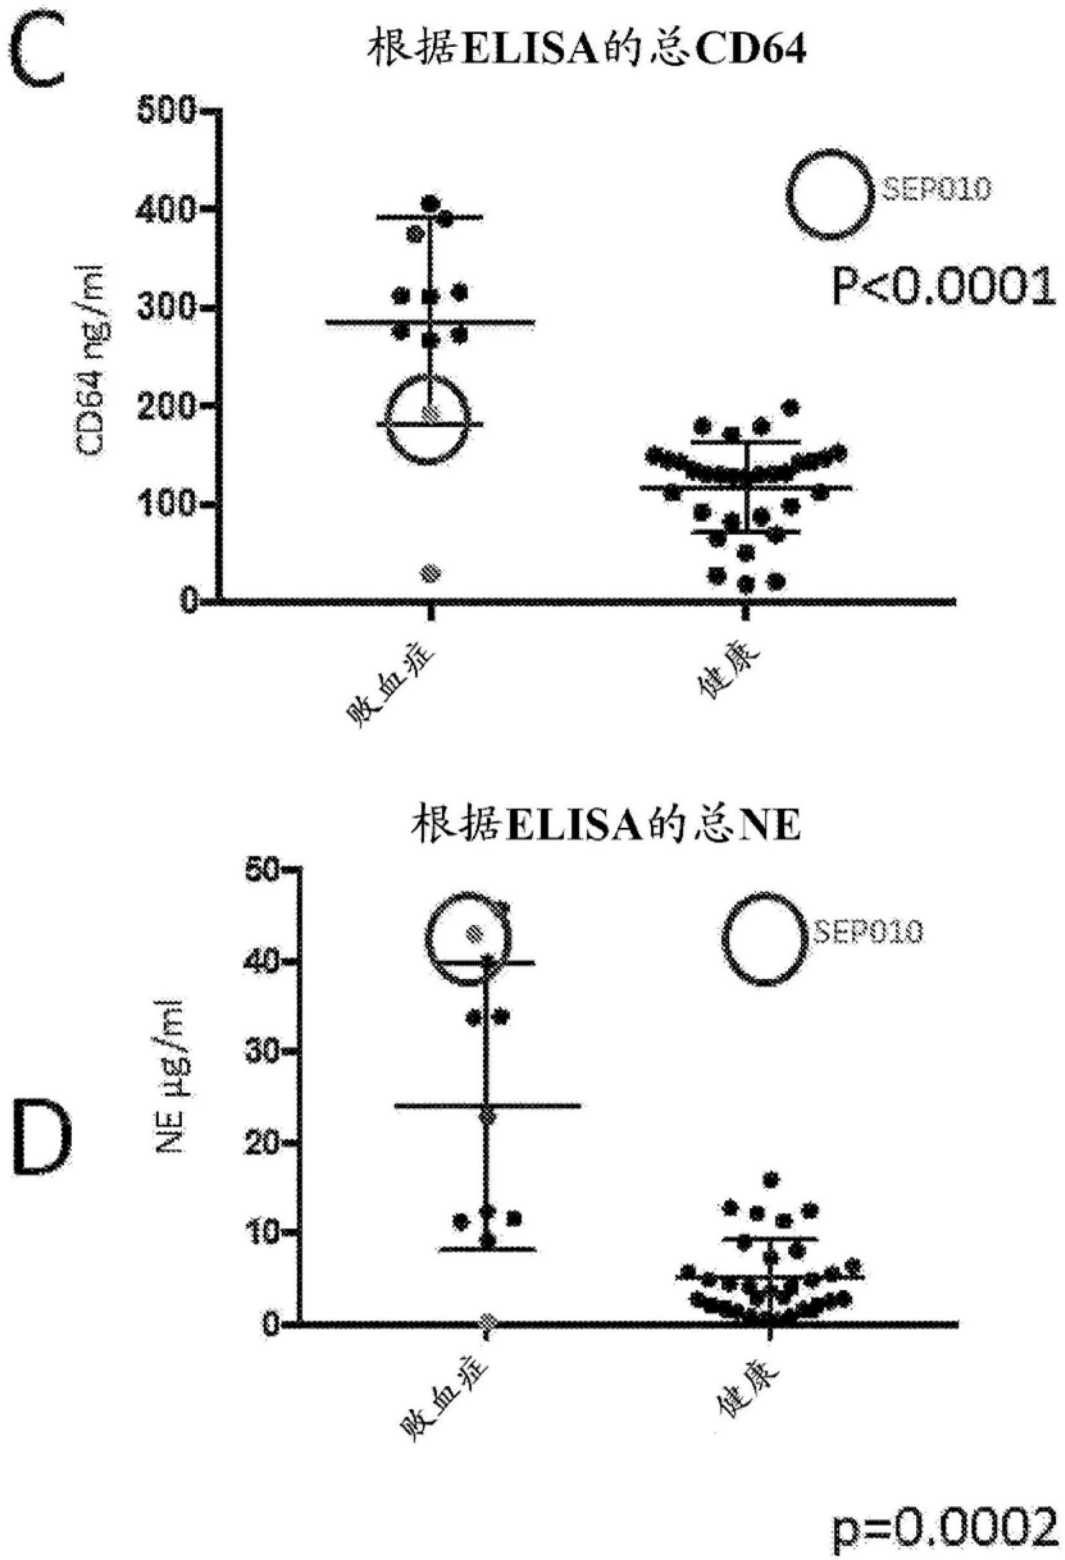 C
根据ELISA的总CD64
500
400
300
200
100
0
CD64 ng/ml
SEP010
P<0.0001
败血症
健康
D
根据ELISA的总NE
50
40
30
20
10
0
NE µg/ml
SEP010
败血症
健康
p=0.0002